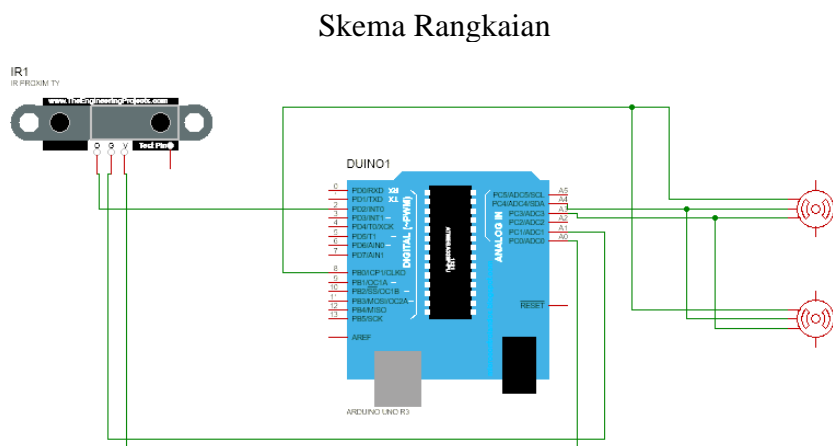 Skema Rangkaian
IR1
IR PROXIMITY
www.TheEngineeringProjects.com
O G V Test Pin
DUINO1
0 PD0/RXD
1 PD1/TXD
2 PD2/INT0
3 PD3/INT1
4 PD4/T0/XCK
5 PD5/T1
6 PD6/AIN0
7 PD7/AIN1
8 PB0/ICP1/CLKO
9 PB1/OC1A
10 PB2/SS/OC1B
11 PB3/MOSI/OC2A
12 PB4/MISO
13 PB5/SCK
AREF
DIGITAL (~PWM)
ANALOG IN
PC5/ADC5/SCL A5
PC4/ADC4/SDA A4
PC3/ADC3 A3
PC2/ADC2 A2
PC1/ADC1 A1
PC0/ADC0 A0
RESET
ARDUINO UNO R3